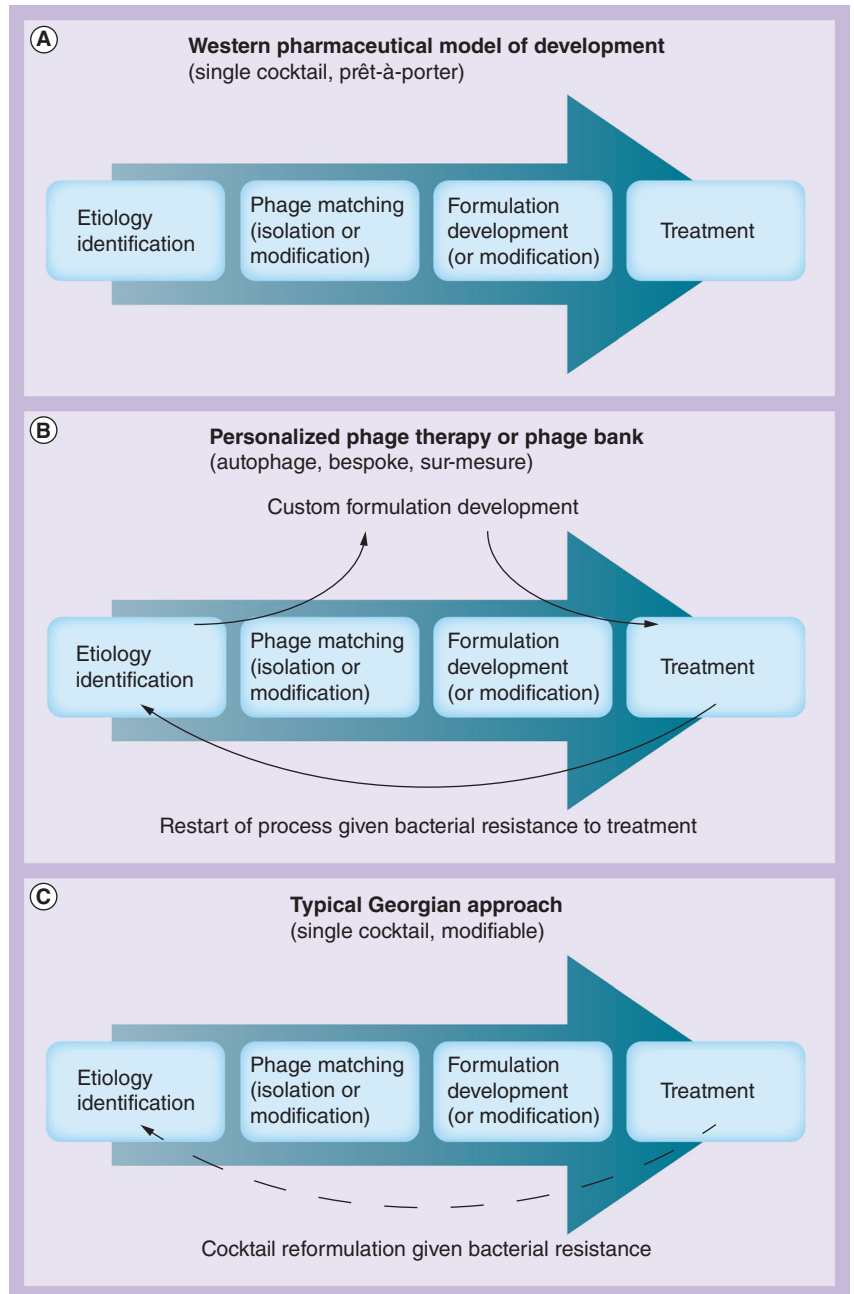 A
Western pharmaceutical model of development
(single cocktail, prêt-à-porter)
Etiology
identification
Phage matching
(isolation or
modification)
Formulation
development
(or modification)
Treatment
B
Personalized phage therapy or phage bank
(autophage, bespoke, sur-mesure)
Custom formulation development
Etiology
identification
Phage matching
(isolation or
modification)
Formulation
development
(or modification)
Treatment
Restart of process given bacterial resistance to treatment
C
Typical Georgian approach
(single cocktail, modifiable)
Etiology
identification
Phage matching
(isolation or
modification)
Formulation
development
(or modification)
Treatment
Cocktail reformulation given bacterial resistance